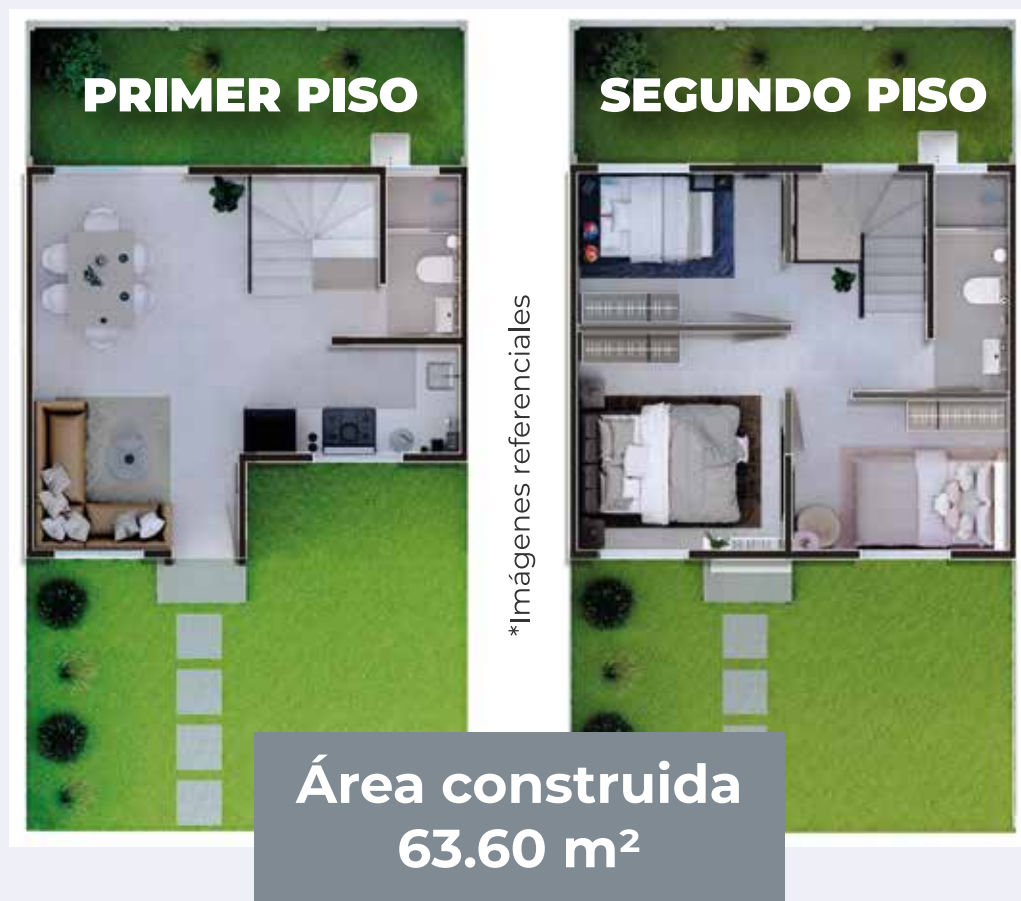 PRIMER PISO
SEGUNDO PISO
*Imágenes referenciales
Área construida
63.60 m²